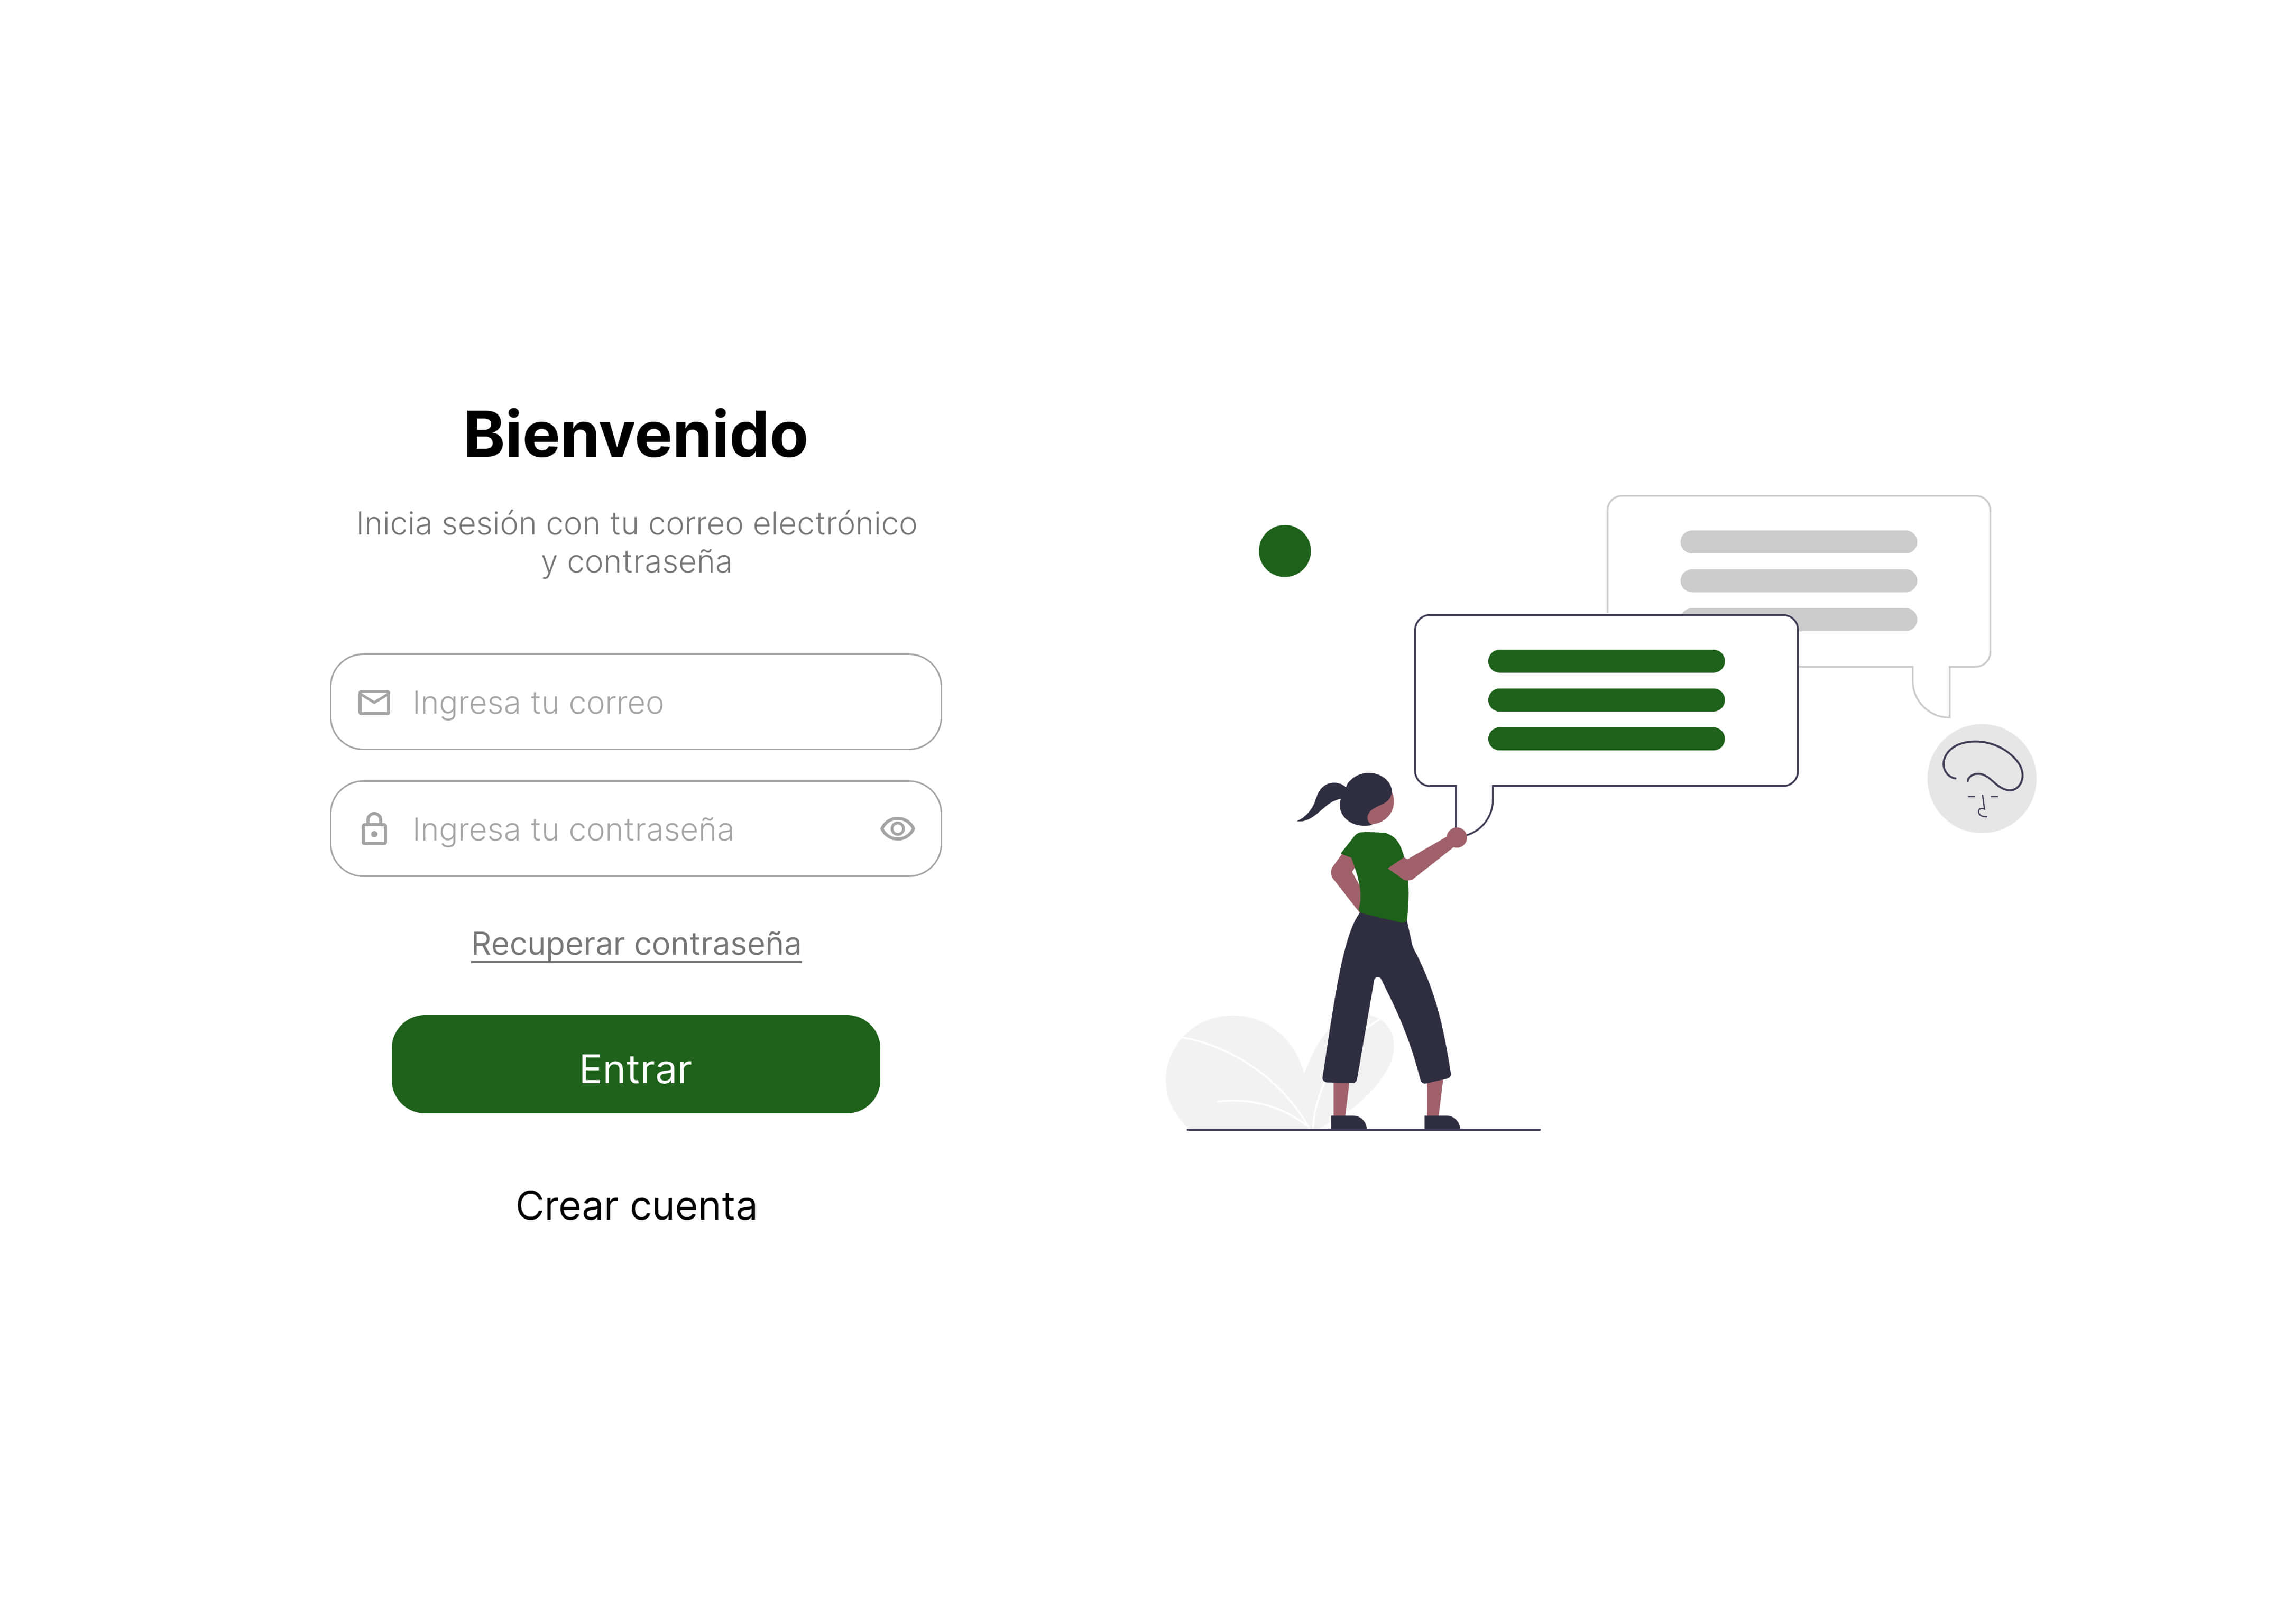 Bienvenido
Inicia sesión con tu correo electrónico
y contraseña
Ingresa tu correo
Ingresa tu contraseña
Recuperar contraseña
Entrar
Crear cuenta